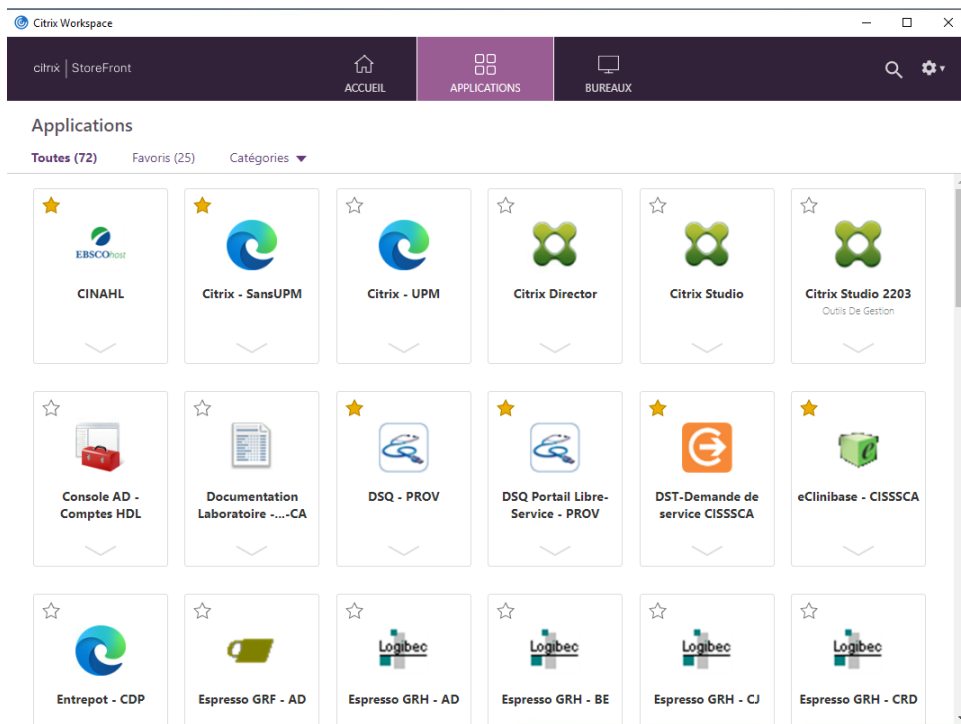 Citrix Workspace
citrix | StoreFront
ACCUEIL
APPLICATIONS
BUREAUX
Applications
Toutes (72)
Favoris (25)
Catégories
EBSCOhost
CINAHL
Citrix - SansUPM
Citrix - UPM
Citrix Director
Citrix Studio
Citrix Studio 2203
Outils De Gestion
Console AD -
Comptes HDL
Documentation
Laboratoire -...-CA
DSQ - PROV
DSQ Portail Libre-
Service - PROV
DST-Demande de
service CISSSCA
eClinibase - CISSSCA
Entrepot - CDP
Espresso GRF - AD
Logibec
Espresso GRH - AD
Logibec
Espresso GRH - BE
Logibec
Espresso GRH - CJ
Logibec
Espresso GRH - CRD